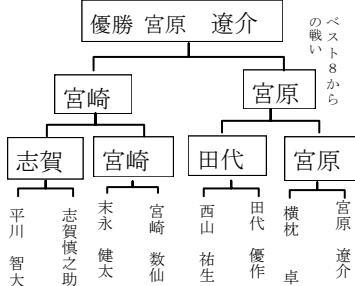 優勝 宮原 遼介
ベスト8から
の戦い
宮崎
宮原
志賀
宮崎
田代
宮原
平川 智大
志賀慎之助
末永 健太
宮崎 数仙
西山 祐生
田代 優作
横枕 卓
宮原 遼介